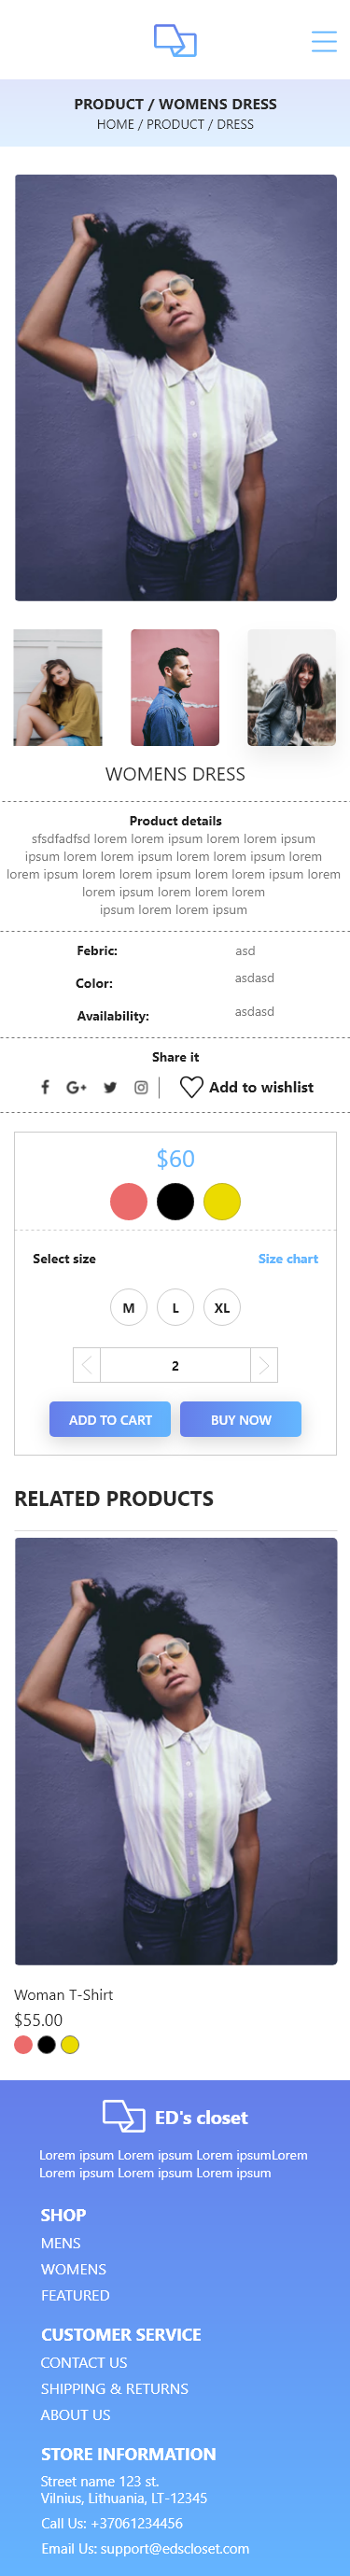 PRODUCT / WOMENS DRESS
HOME / PRODUCT / DRESS
WOMENS DRESS
Product details
sfsdfadfsd lorem lorem ipsum lorem lorem ipsum
ipsum lorem lorem ipsum lorem lorem ipsum lorem
lorem ipsum lorem lorem ipsum lorem lorem ipsum lorem
lorem ipsum lorem lorem lorem
ipsum lorem lorem ipsum
Febric: asd
Color: asdasd
Availability: asdasd
Share it
G+ Add to wishlist
$60
Select size Size chart
M L XL
2
ADD TO CART BUY NOW
RELATED PRODUCTS
Woman T-Shirt
$55.00
ED's closet
Lorem ipsum Lorem ipsum Lorem ipsumLorem
Lorem ipsum Lorem ipsum Lorem ipsum
SHOP
MENS
WOMENS
FEATURED
CUSTOMER SERVICE
CONTACT US
SHIPPING & RETURNS
ABOUT US
STORE INFORMATION
Street name 123 st.
Vilnius, Lithuania, LT-12345
Call Us: +37061234456
Email Us: support@edscloset.com